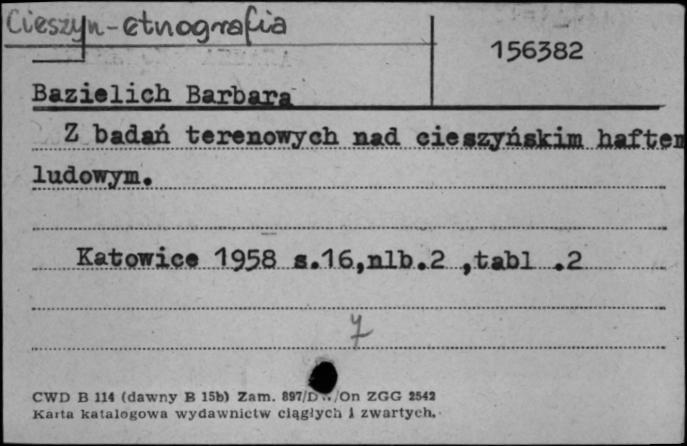 Cieszyn-etnografia
156382
Bazielich Barbara
Z badań terenowych nad cieszyńskim haftem
ludowym.
Katowice 1958 s.16,nlb.2 ,tabl .2
7
CWD B 114 (dawny B 15b) Zam. 897/D /On ZGG 2542
Karta katalogowa wydawnictw ciągłych i zwartych.